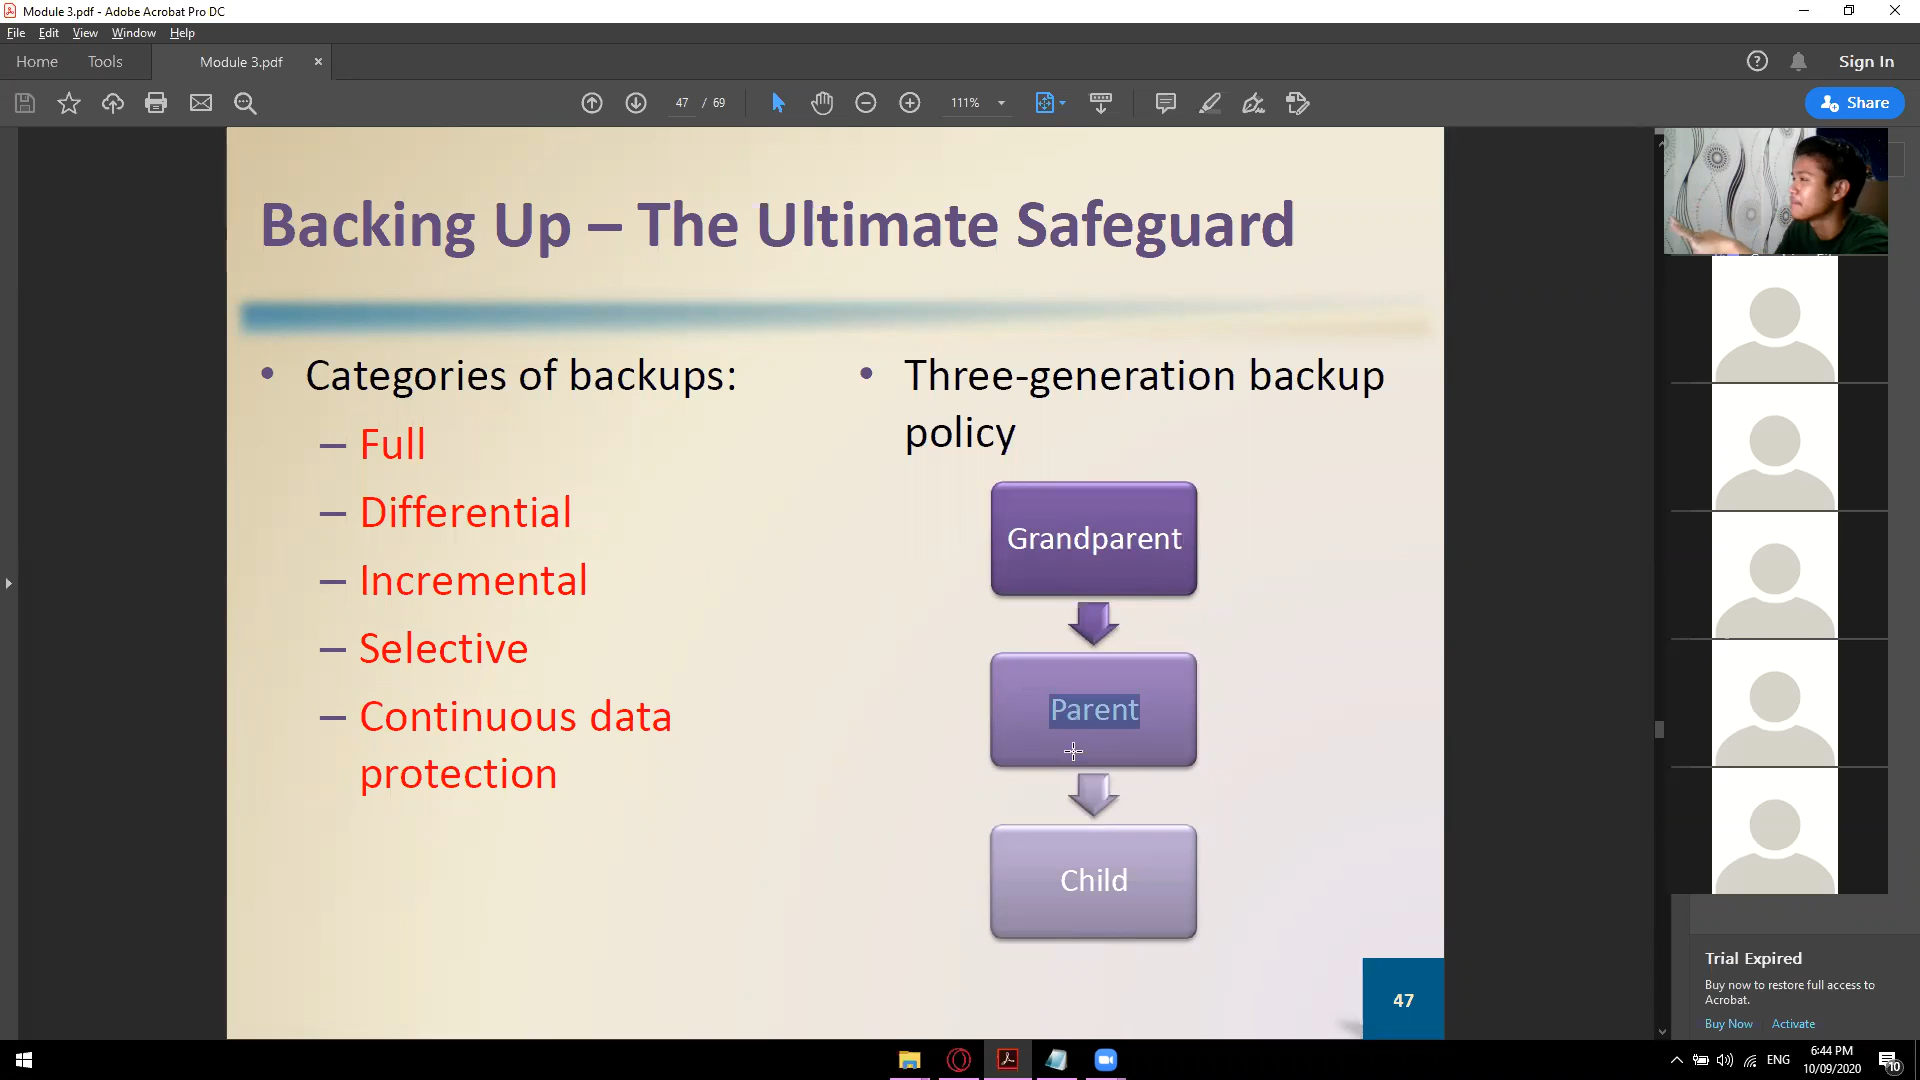 Module 3.pdf - Adobe Acrobat Pro DC
File Edit View Window Help
Home Tools Module 3.pdf × Sign In
47 / 69 111% Share
Backing Up – The Ultimate Safeguard
• Categories of backups:
– Full
– Differential
– Incremental
– Selective
– Continuous data
protection
• Three-generation backup
policy
Grandparent
Parent
Child
47
Trial Expired
Buy now to restore full access to
Acrobat.
Buy Now Activate
ENG
6:44 PM
10/09/2020
10